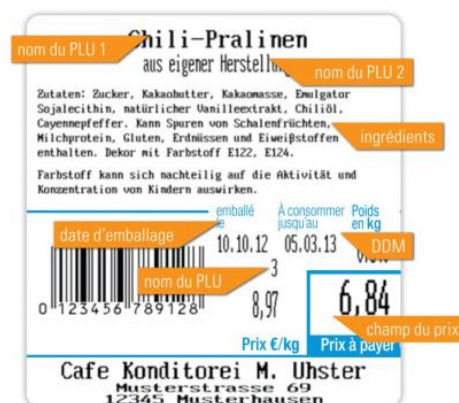 Chili-Pralinen
nom du PLU 1
aus eigener Herstellung
nom du PLU 2
Zutaten: Zucker, Kakaobutter, Kakaomasse, Emulgator
Sojalecithin, natürlicher Vanilleextrakt, Chiliöl,
Cayennepfeffer. Kann Spuren von Schalenfrüchten,
Milchprotein, Gluten, Erdnüssen und Eiweißstoffen
enthalten. Dekor mit Farbstoff E122, E124.
ingrédients
Farbstoff kann sich nachteilig auf die Aktivität und
Konzentration von Kindern auswirken.
emballé
le
À consommer
jusqu'au
Poids
en kg
date d'emballage
10.10.12 05.03.13
DDM
nom du PLU
3
0 123456 789128
8,97
6,84
champ du prix
Prix €/kg
Prix à payer
Cafe Konditorei M. Uhster
Musterstrasse 69
12345 Musterhausen